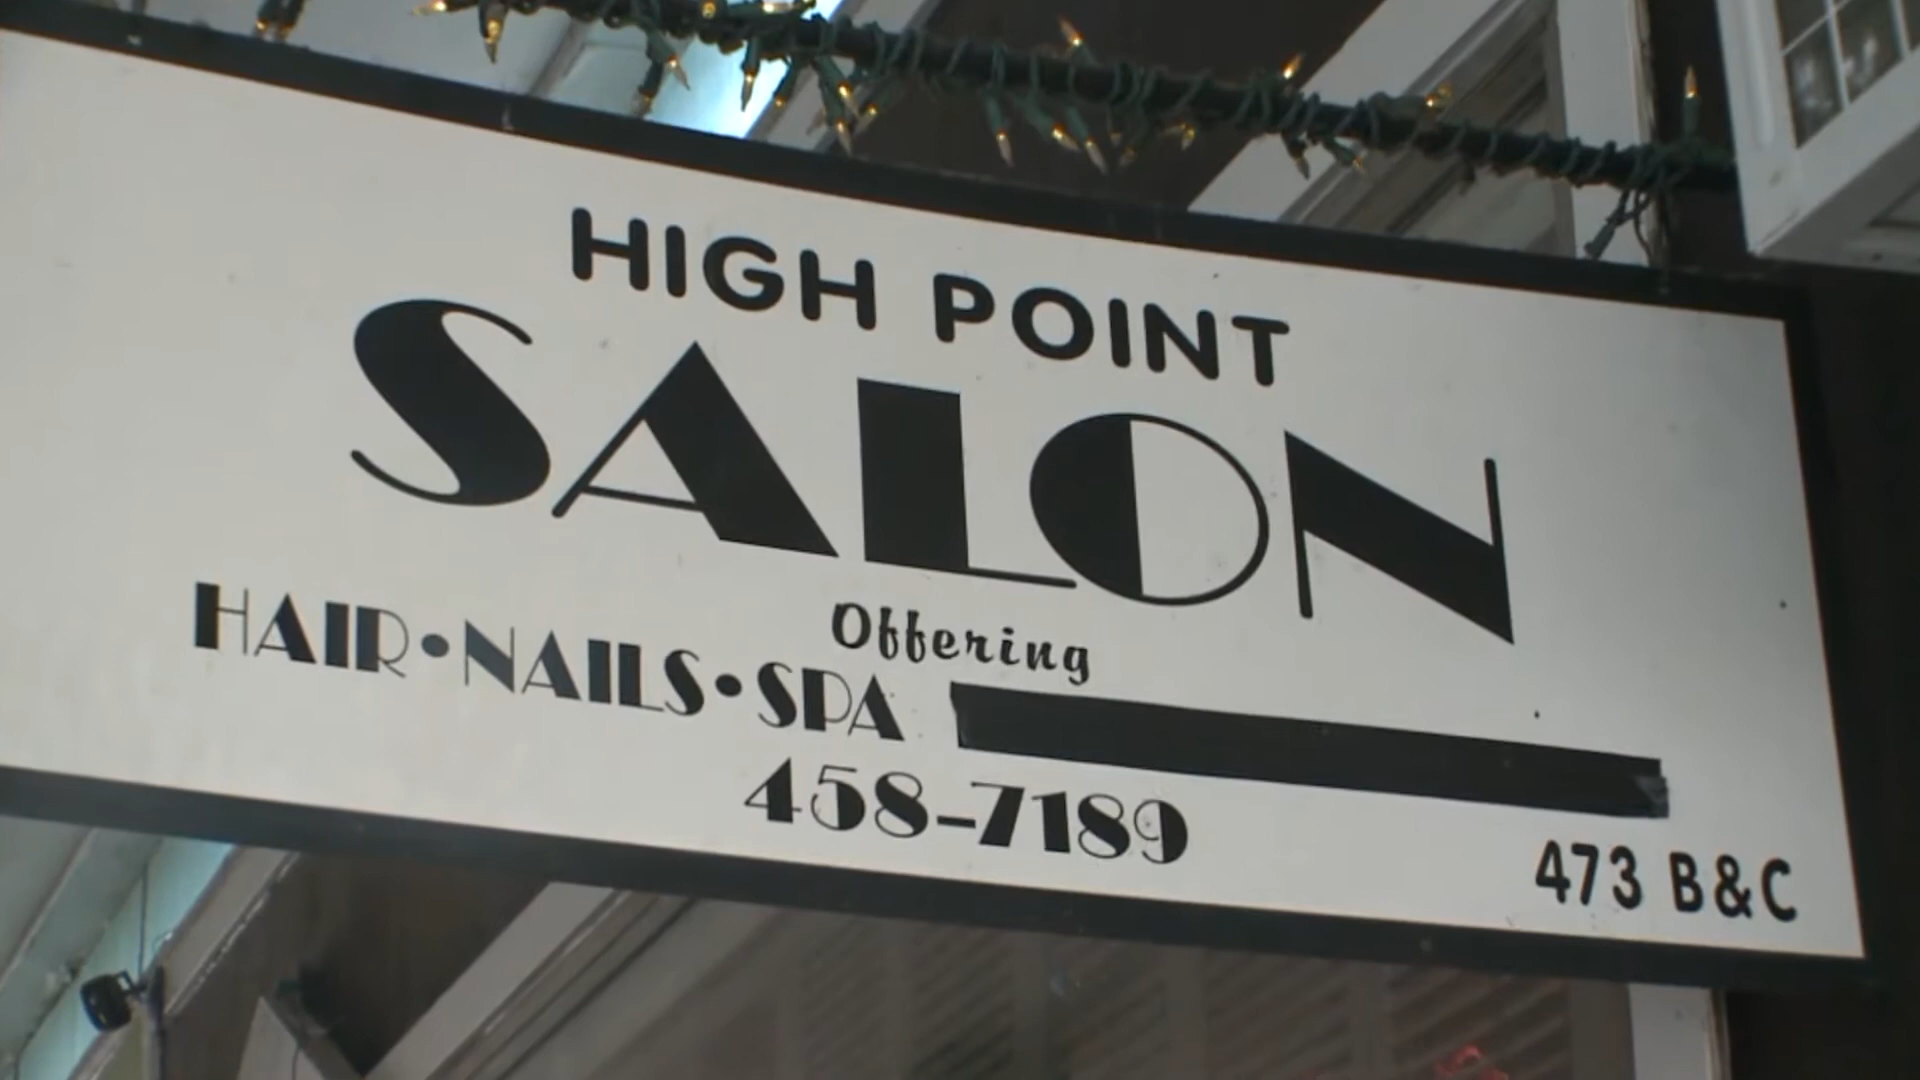 HIGH POINT
SALON
Offering
HAIR•NAILS•SPA
458-7189
473 B&C